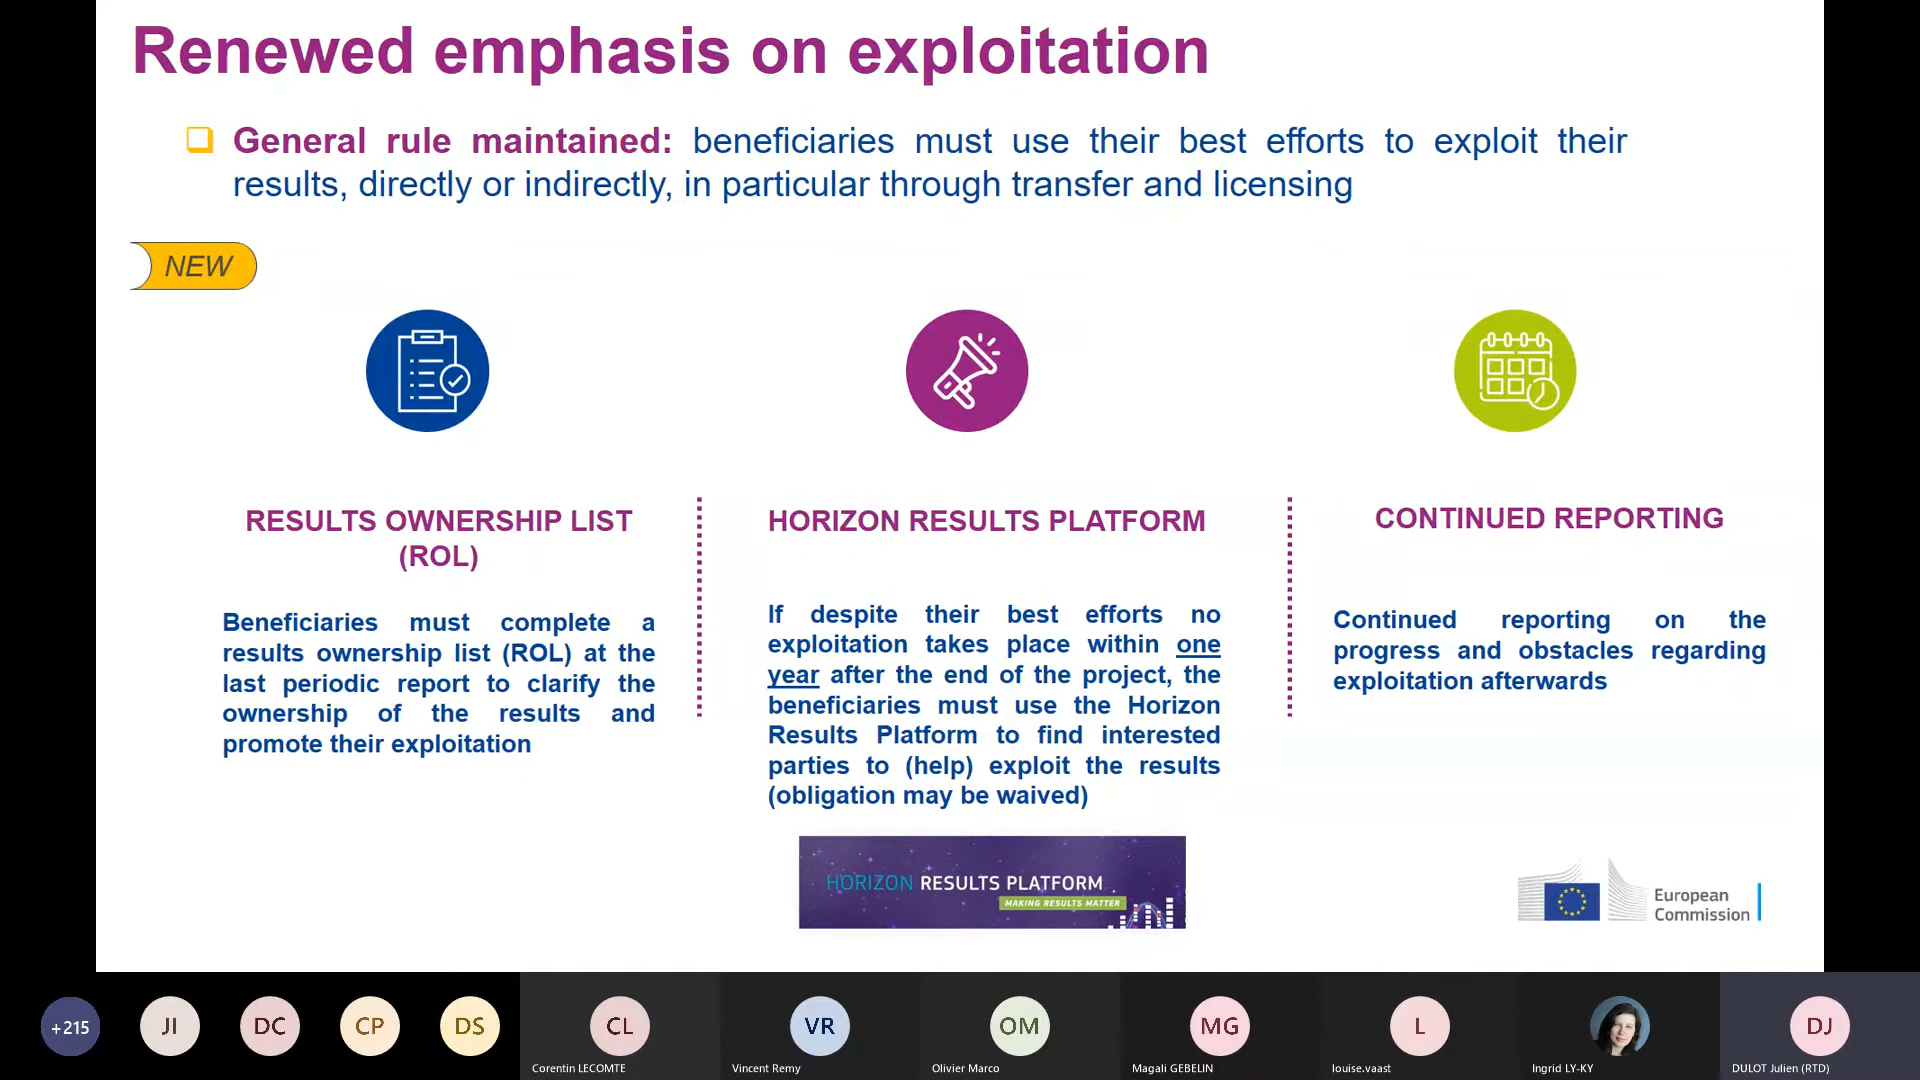 Renewed emphasis on exploitation
General rule maintained: beneficiaries must use their best efforts to exploit their
results, directly or indirectly, in particular through transfer and licensing
NEW
RESULTS OWNERSHIP LIST
(ROL)
Beneficiaries must complete a
results ownership list (ROL) at the
last periodic report to clarify the
ownership of the results and
promote their exploitation
HORIZON RESULTS PLATFORM
If despite their best efforts no
exploitation takes place within one
year after the end of the project, the
beneficiaries must use the Horizon
Results Platform to find interested
parties to (help) exploit the results
(obligation may be waived)
HORIZON RESULTS PLATFORM
MAKING RESULTS MATTER
CONTINUED REPORTING
Continued reporting on the
progress and obstacles regarding
exploitation afterwards
European
Commission
+215
JI
DC
CP
DS
CL
Corentin LECOMTE
VR
Vincent Remy
OM
Olivier Marco
MG
Magali GEBELIN
L
louise.vaast
Ingrid LY-KY
DJ
DULOT Julien (RTD)